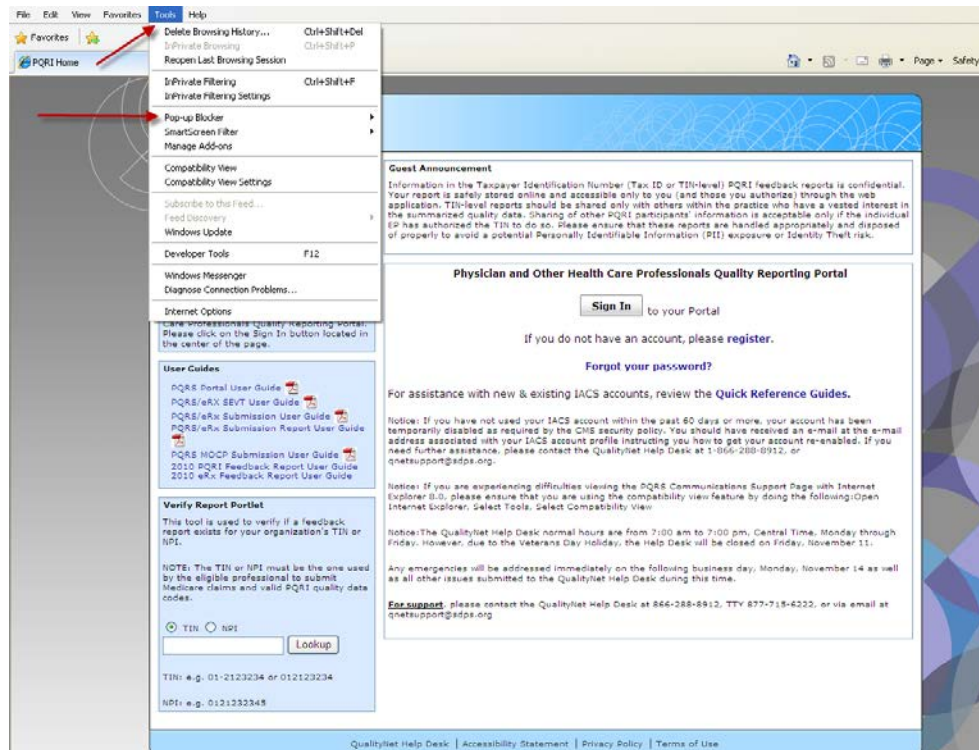 File Edit View Favorites Tools Help
Favorites
PQRI Home
Page Safety
Delete Browsing History... Ctrl+Shift+Del
InPrivate Browsing Ctrl+Shift+P
Reopen Last Browsing Session
InPrivate Filtering Ctrl+Shift+F
InPrivate Filtering Settings
Pop-up Blocker
SmartScreen Filter
Manage Add-ons
Compatibility View
Compatibility View Settings
Subscribe to this Feed...
Feed Discovery
Windows Update
Developer Tools F12
Windows Messenger
Diagnose Connection Problems...
Internet Options
Care Professionals Quality Reporting Portal.
Please click on the Sign In button located in
the center of the page.
User Guides
PQRS Portal User Guide
PQRS/eRX SEVT User Guide
PQRS/eRx Submission User Guide
PQRS/eRx Submission Report User Guide
PQRS MOCP Submission User Guide
2010 PQRI Feedback Report User Guide
2010 eRx Feedback Report User Guide
Verify Report Portlet
This tool is used to verify if a feedback
report exists for your organization's TIN or
NPI.
NOTE: The TIN or NPI must be the one used
by the eligible professional to submit
Medicare claims and valid PQRI quality data
codes.
TIN NPI
Lookup
TIN: e.g. 01-2123234 or 012123234
NPI: e.g. 0121232345
Guest Announcement
Information in the Taxpayer Identification Number (Tax ID or TIN-level) PQRI feedback reports is confidential.
Your report is safely stored online and accessible only to you (and those you authorize) through the web
application. TIN-level reports should be shared only with others within the practice who have a vested interest in
the summarized quality data. Sharing of other PQRI participants' information is acceptable only if the individual
EP has authorized the TIN to do so. Please ensure that these reports are handled appropriately and disposed
of properly to avoid a potential Personally Identifiable Information (PII) exposure or Identity Theft risk.
Physician and Other Health Care Professionals Quality Reporting Portal
Sign In to your Portal
If you do not have an account, please register.
Forgot your password?
For assistance with new & existing IACS accounts, review the Quick Reference Guides.
Notice: If you have not used your IACS account within the past 60 days or more, your account has been
temporarily disabled as required by the CMS security policy. You should have received an e-mail at the e-mail
address associated with your IACS account profile instructing you how to get your account re-enabled. If you
need further assistance, please contact the QualityNet Help Desk at 1-866-288-8912, or
qnetsupport@sdps.org.
Notice: If you are experiencing difficulties viewing the PQRS Communications Support Page with Internet
Explorer 8.0, please ensure that you are using the compatibility view feature by doing the following:Open
Internet Explorer, Select Tools, Select Compatibility View
Notice:The QualityNet Help Desk normal hours are from 7:00 am to 7:00 pm, Central Time, Monday through
Friday. However, due to the Veterans Day Holiday, the Help Desk will be closed on Friday, November 11.
Any emergencies will be addressed immediately on the following business day, Monday, November 14 as well
as all other issues submitted to the QualityNet Help Desk during this time.
For support, please contact the QualityNet Help Desk at 866-288-8912, TTY 877-715-6222, or via email at
qnetsupport@sdps.org
QualityNet Help Desk | Accessibility Statement | Privacy Policy | Terms of Use